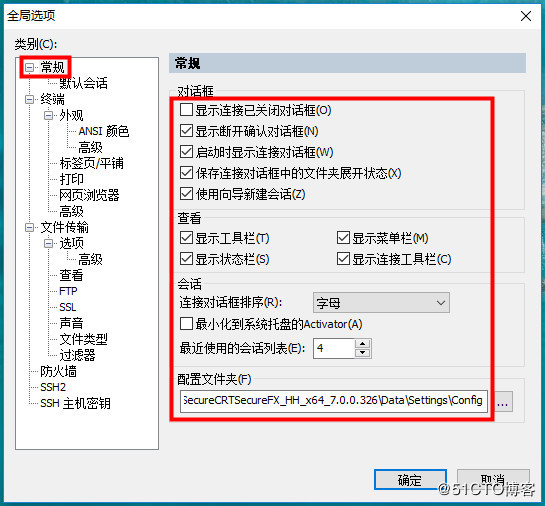 全局选项
类别(C):
常规
默认会话
终端
外观
ANSI 颜色
高级
标签页/平铺
打印
网页浏览器
高级
文件传输
选项
高级
查看
FTP
SSL
声音
文件类型
过滤器
防火墙
SSH2
SSH 主机密钥
常规
对话框
显示连接已关闭对话框(O)
显示断开确认对话框(N)
启动时显示连接对话框(W)
保存连接对话框中的文件夹展开状态(X)
使用向导新建会话(Z)
查看
显示工具栏(T) 显示菜单栏(M)
显示状态栏(S) 显示连接工具栏(C)
会话
连接对话框排序(R): 字母
最小化到系统托盘的Activator(A)
最近使用的会话列表(E): 4
配置文件夹(F)
SecureCRTSecureFX_HH_x64_7.0.0.326\Data\Settings\Config ...
确定 取消
@51CTO博客